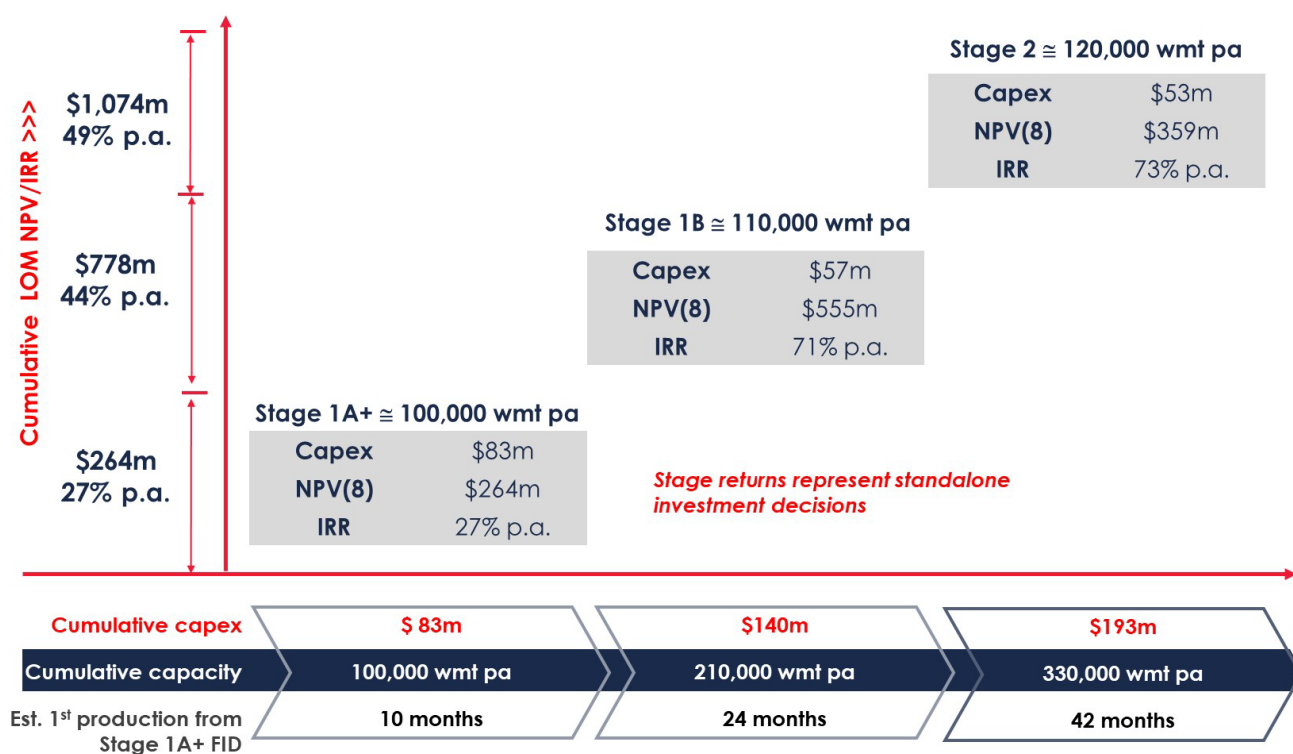 Cumulative LOM NPV/IRR >>>
$1,074m
49% p.a.
$778m
44% p.a.
$264m
27% p.a.
Stage 2 ≅ 120,000 wmt pa
Capex $53m
NPV(8) $359m
IRR 73% p.a.
Stage 1B ≅ 110,000 wmt pa
Capex $57m
NPV(8) $555m
IRR 71% p.a.
Stage 1A+ ≅ 100,000 wmt pa
Capex $83m
NPV(8) $264m
IRR 27% p.a.
Stage returns represent standalone
investment decisions
Cumulative capex $ 83m $140m $193m
Cumulative capacity 100,000 wmt pa 210,000 wmt pa 330,000 wmt pa
Est. 1st production from 10 months 24 months 42 months
Stage 1A+ FID